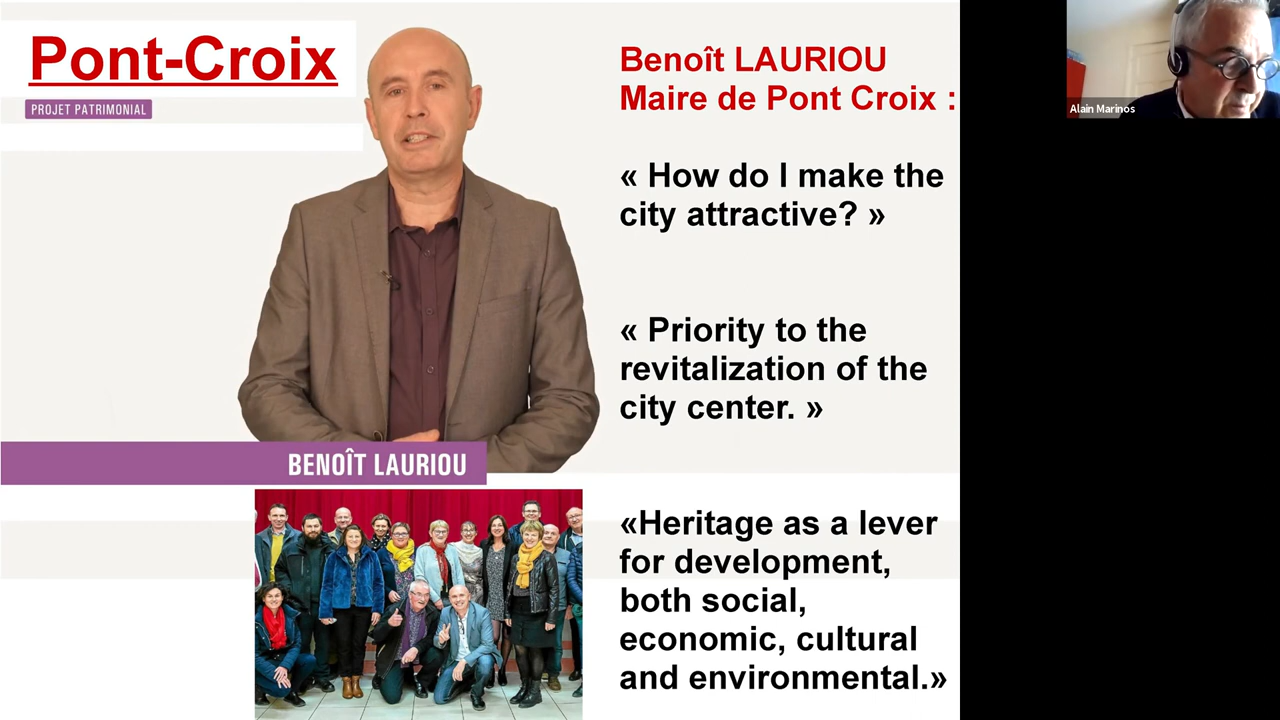 Pont-Croix
PROJET PATRIMONIAL
BENOÎT LAURIOU
Benoît LAURIOU
Maire de Pont Croix :
« How do I make the
city attractive? »
« Priority to the
revitalization of the
city center. »
«Heritage as a lever
for development,
both social,
economic, cultural
and environmental.»
Alain Marinos